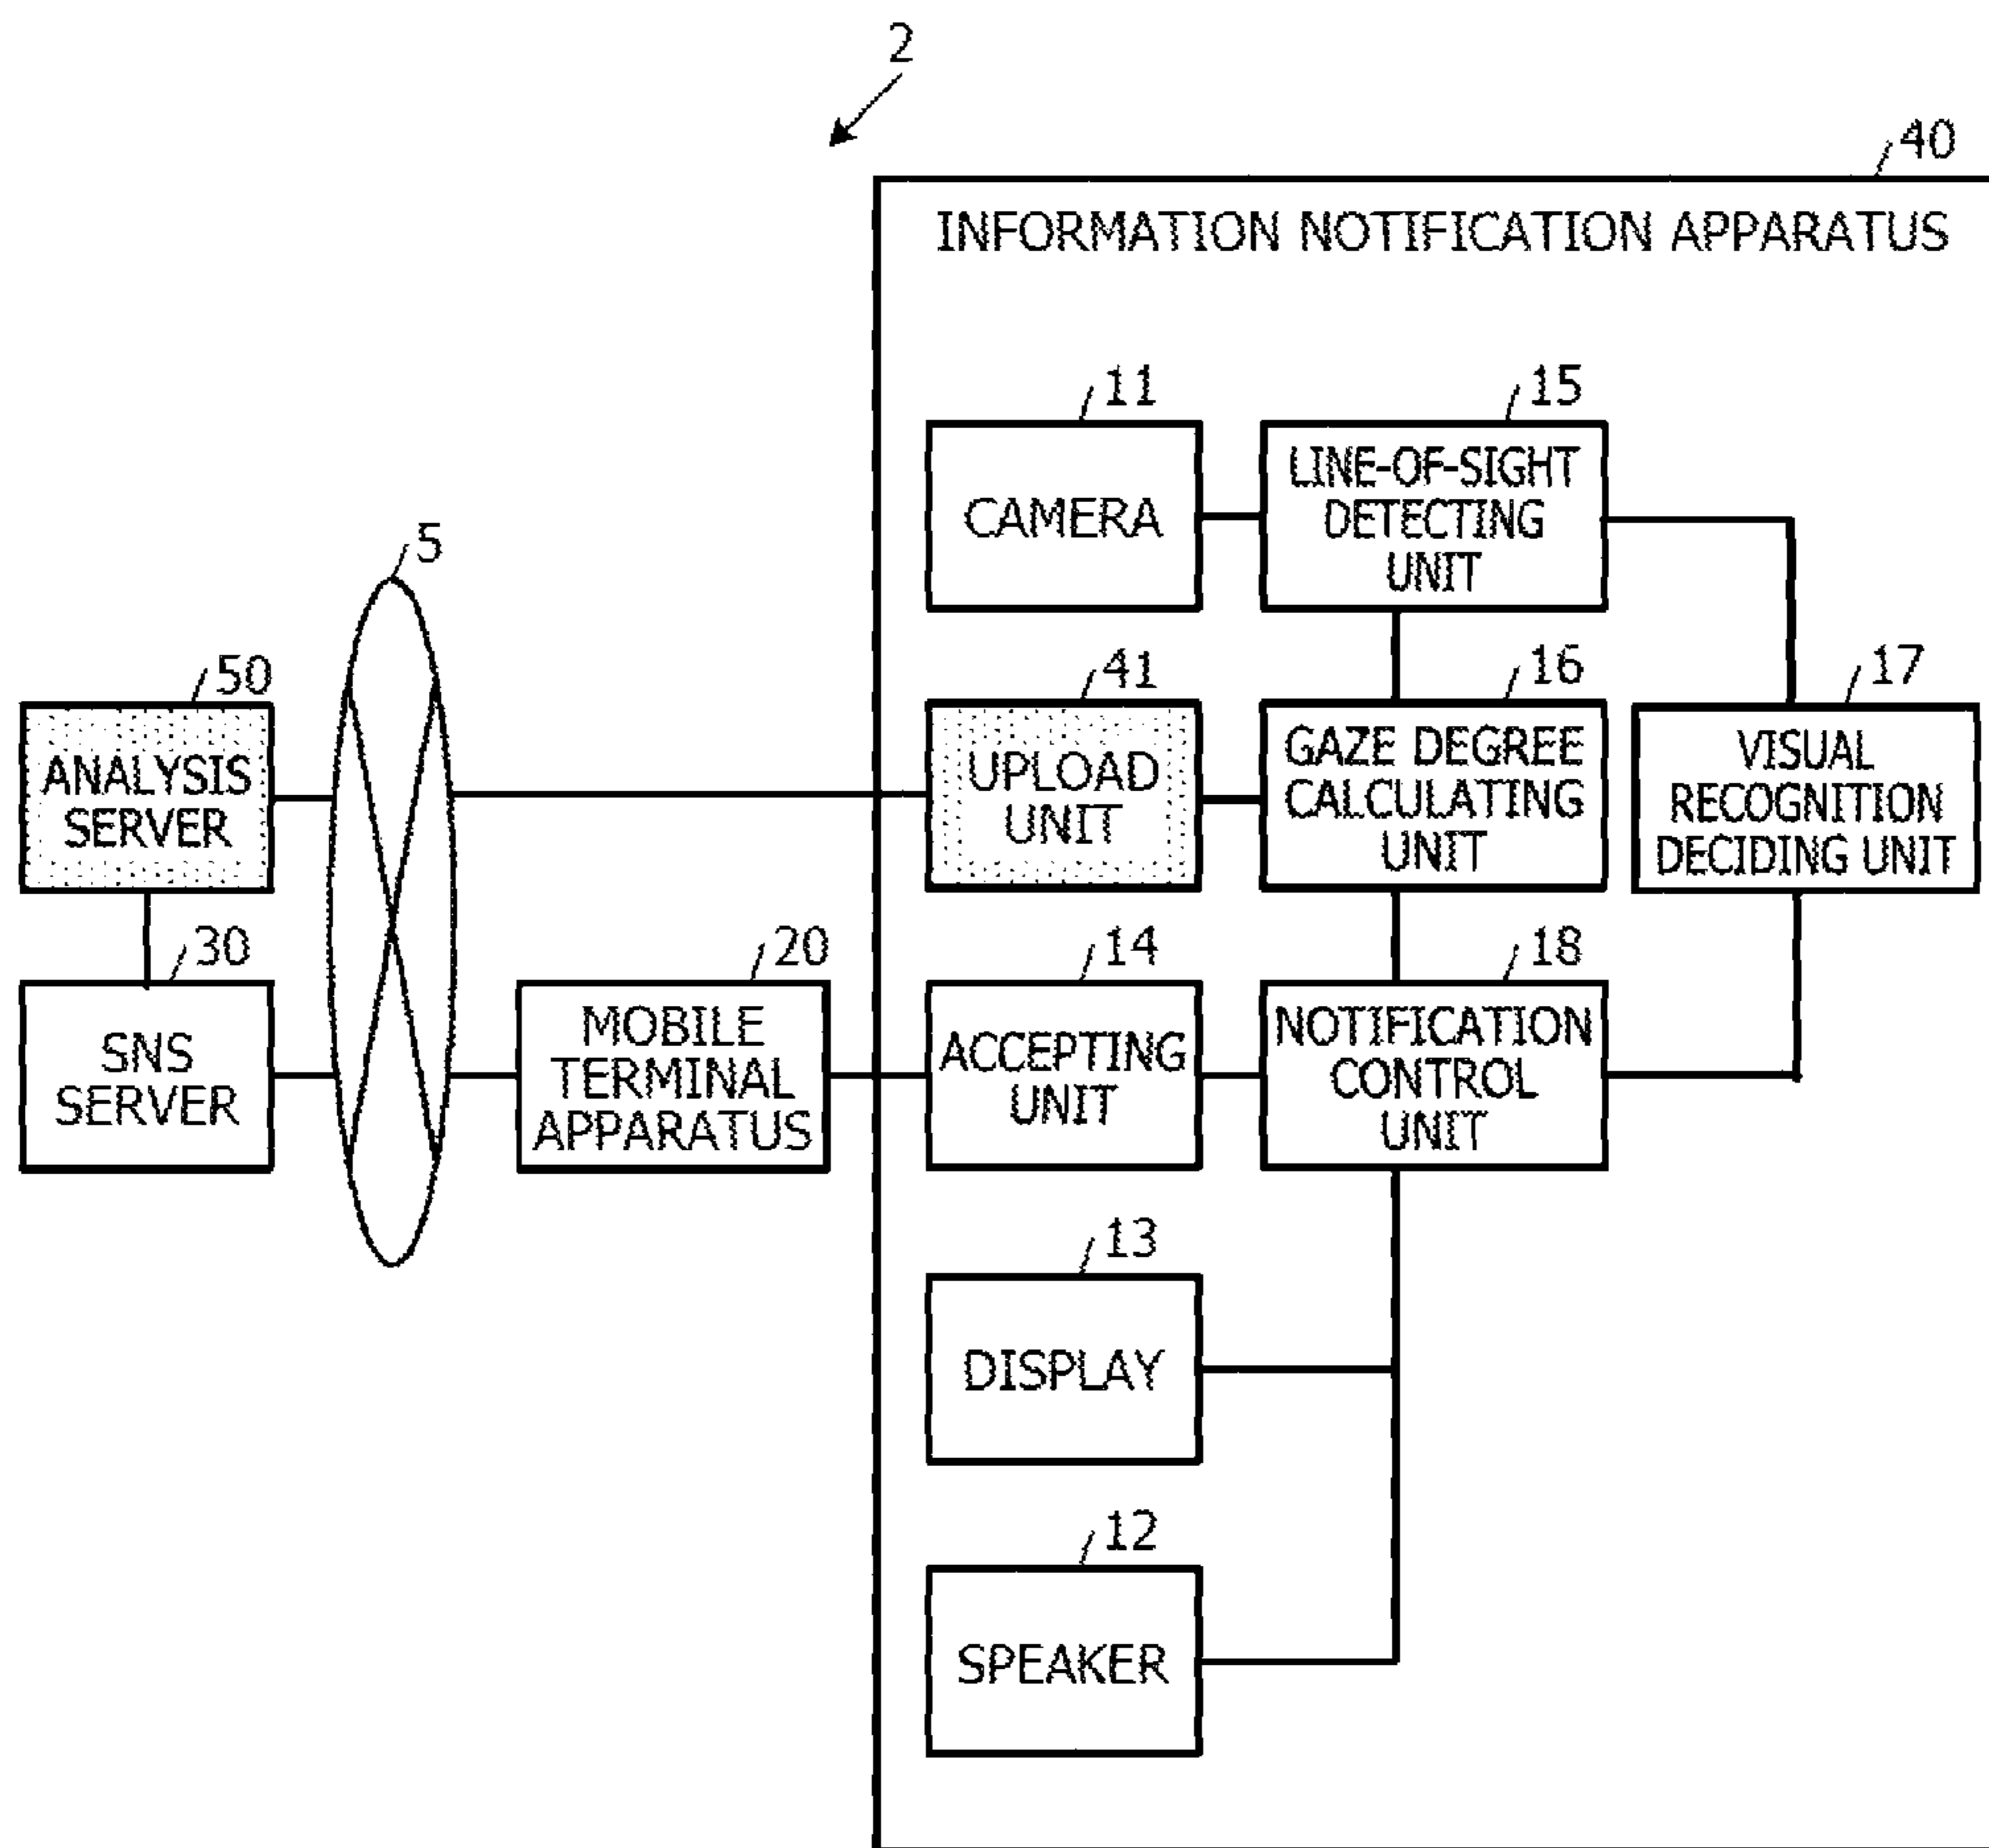 2
40
INFORMATION NOTIFICATION APPARATUS
11
CAMERA
15
LINE-OF-SIGHT
DETECTING
UNIT
5
50
ANALYSIS
SERVER
41
UPLOAD
UNIT
16
GAZE DEGREE
CALCULATING
UNIT
17
VISUAL
RECOGNITION
DECIDING UNIT
30
SNS
SERVER
20
MOBILE
TERMINAL
APPARATUS
14
ACCEPTING
UNIT
18
NOTIFICATION
CONTROL
UNIT
13
DISPLAY
12
SPEAKER